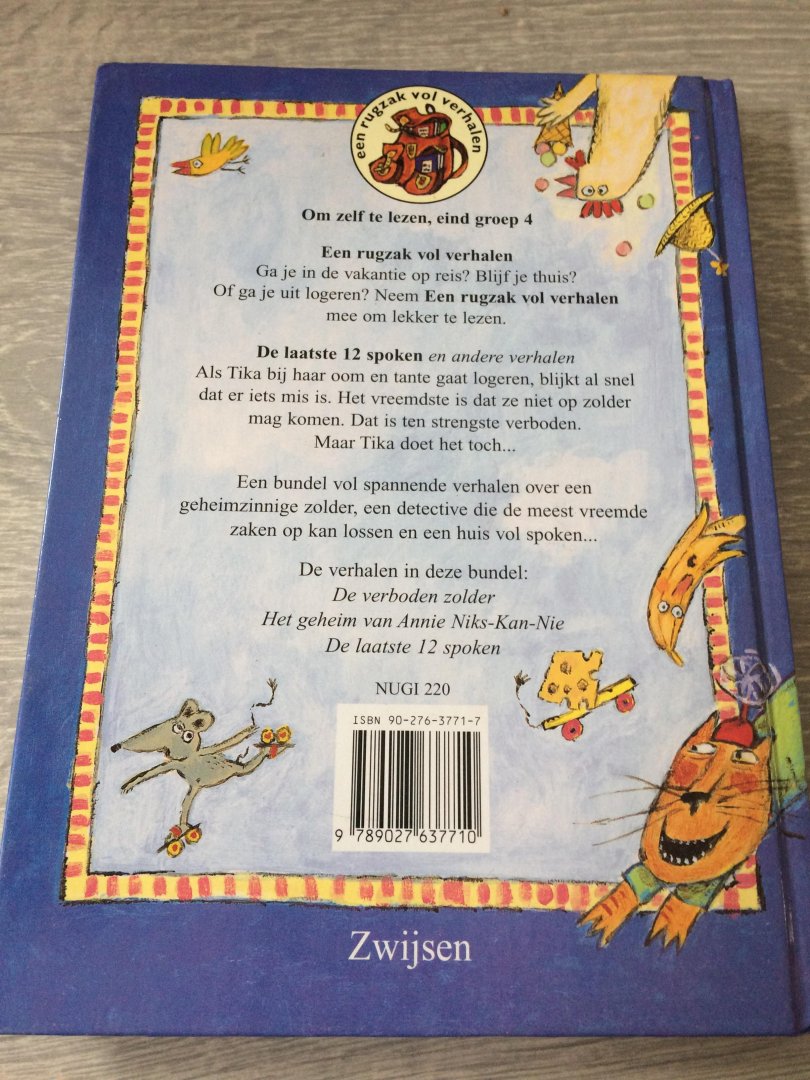 een rugzak vol verhalen
Om zelf te lezen, eind groep 4
Een rugzak vol verhalen
Ga je in de vakantie op reis? Blijf je thuis?
Of ga je uit logeren? Neem Een rugzak vol verhalen
mee om lekker te lezen.
De laatste 12 spoken en andere verhalen
Als Tika bij haar oom en tante gaat logeren, blijkt al snel
dat er iets mis is. Het vreemdste is dat ze niet op zolder
mag komen. Dat is ten strengste verboden.
Maar Tika doet het toch...
Een bundel vol spannende verhalen over een
geheimzinnige zolder, een detective die de meest vreemde
zaken op kan lossen en een huis vol spoken...
De verhalen in deze bundel:
De verboden zolder
Het geheim van Annie Niks-Kan-Nie
De laatste 12 spoken
NUGI 220
ISBN 90-276-3771-7
9 789027 637710
Zwijsen